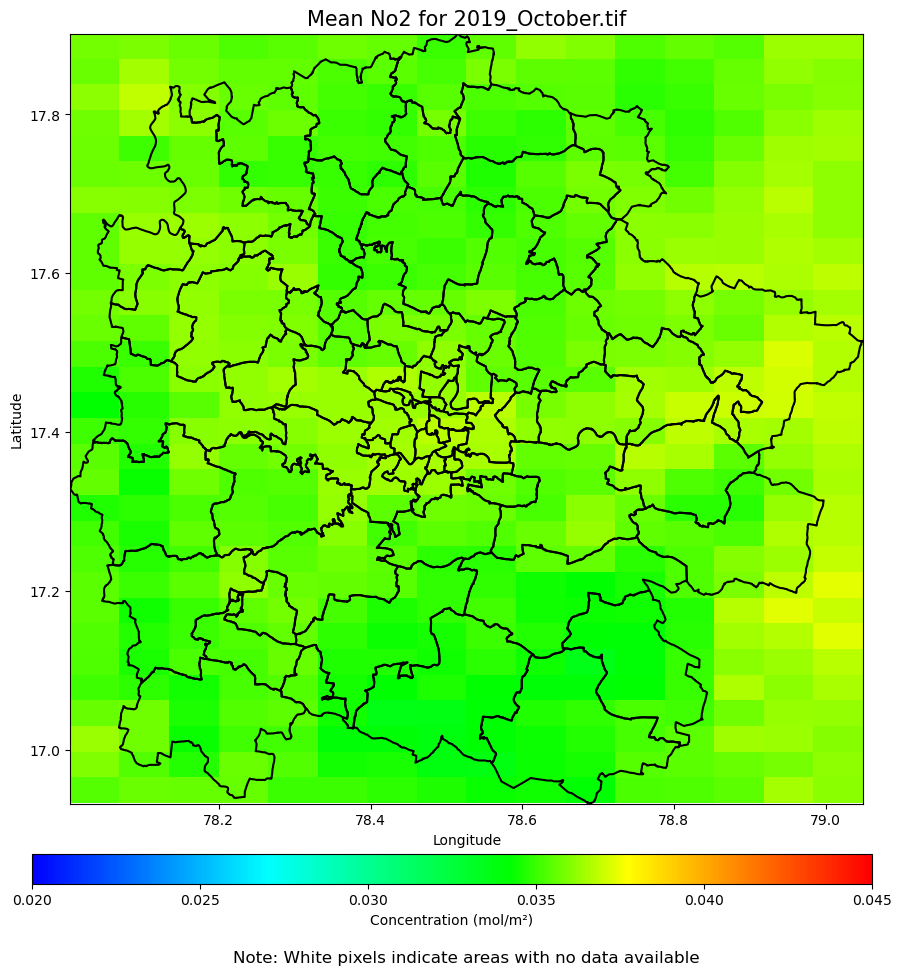 Mean No2 for 2019_October.tif
17.8
17.6
17.4
17.2
17.0
Latitude
78.2 78.4 78.6 78.8 79.0
Longitude
0.020 0.025 0.030 0.035 0.040 0.045
Concentration (mol/m²)
Note: White pixels indicate areas with no data available